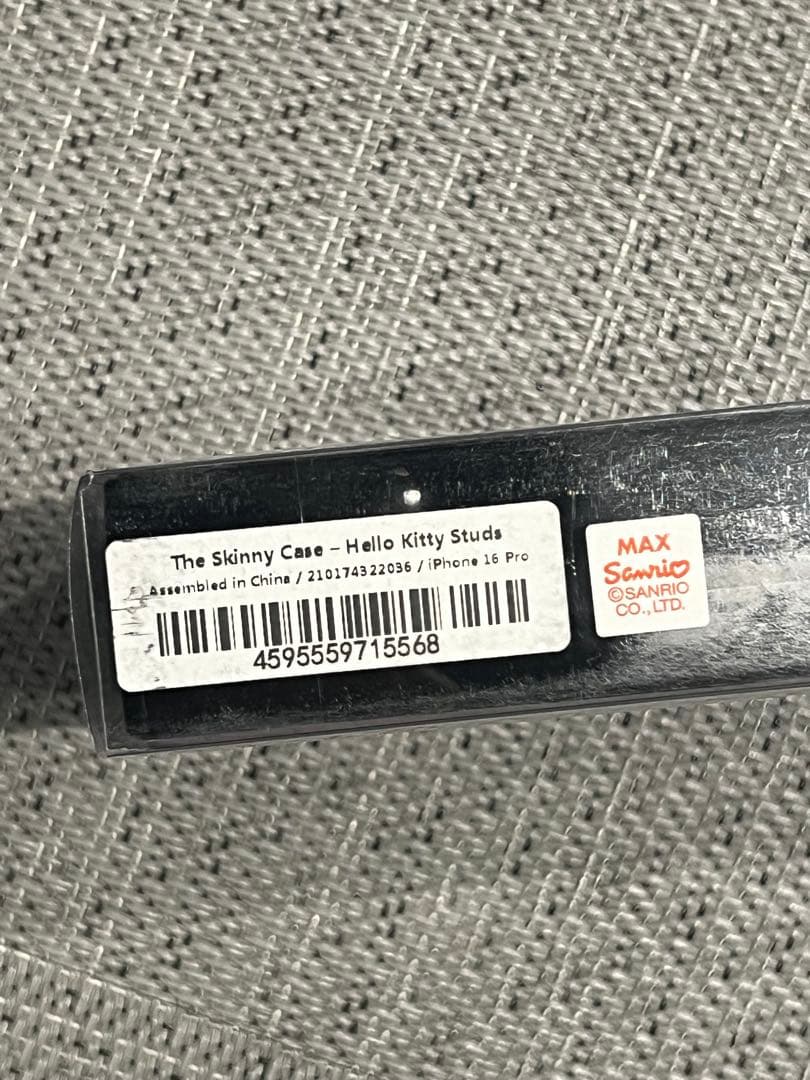 The Skinny Case – Hello Kitty Studs
Assembled in China / 210174322036 / iPhone 16 Pro
4595559715568
MAX
Sanrio
©SANRIO
CO., LTD.